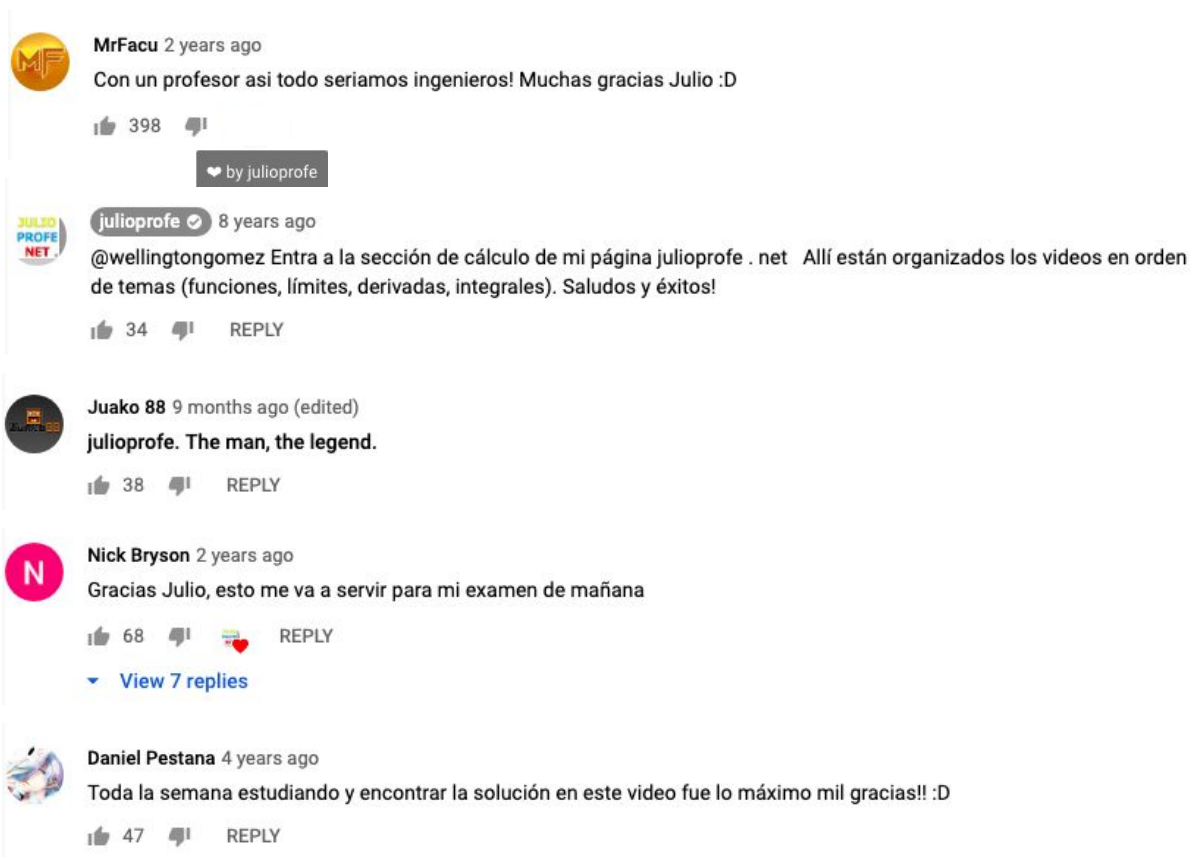 MF
MrFacu 2 years ago
Con un profesor asi todo seriamos ingenieros! Muchas gracias Julio :D
398
❤ by julioprofe
JULIO
PROFE
NET
julioprofe 8 years ago
@wellingtongomez Entra a la sección de cálculo de mi página julioprofe . net Allí están organizados los videos en orden
de temas (funciones, límites, derivadas, integrales). Saludos y éxitos!
34 REPLY
Juako 88 9 months ago (edited)
julioprofe. The man, the legend.
38 REPLY
N
Nick Bryson 2 years ago
Gracias Julio, esto me va a servir para mi examen de mañana
68 REPLY
View 7 replies
Daniel Pestana 4 years ago
Toda la semana estudiando y encontrar la solución en este video fue lo máximo mil gracias!! :D
47 REPLY